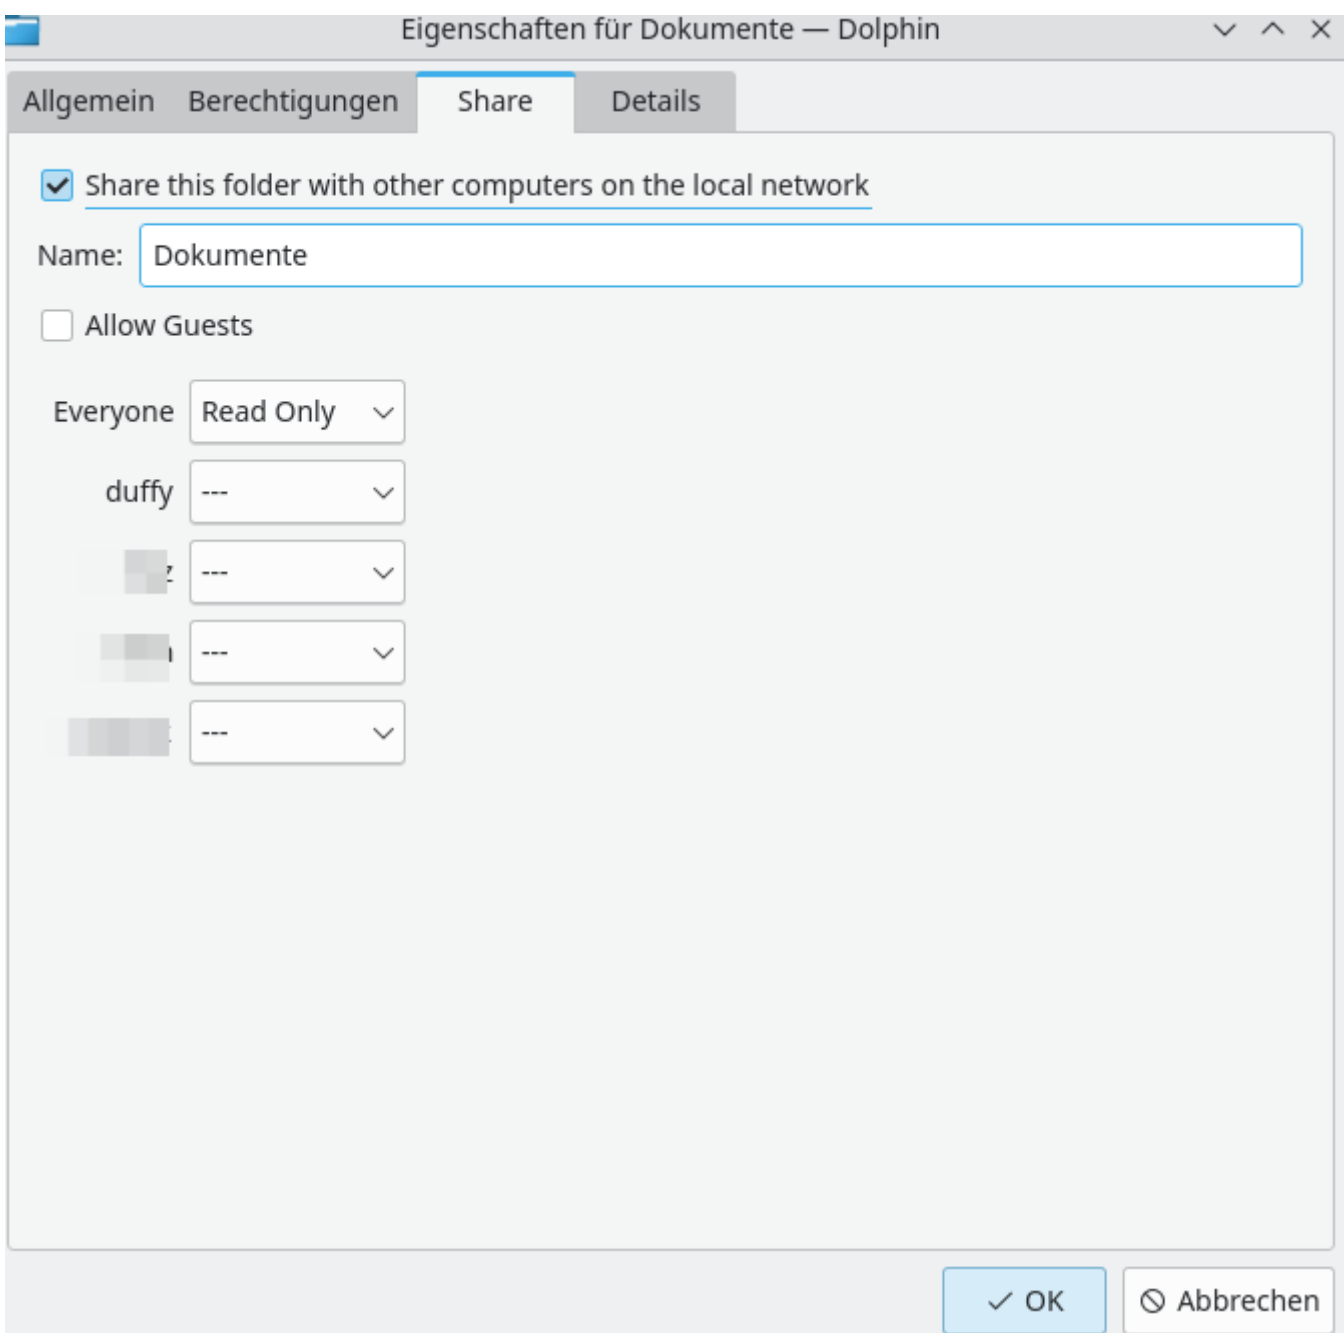 Eigenschaften für Dokumente — Dolphin
Allgemein Berechtigungen Share Details
Share this folder with other computers on the local network
Name: Dokumente
Allow Guests
Everyone Read Only
duffy ---
---
---
---
OK Abbrechen